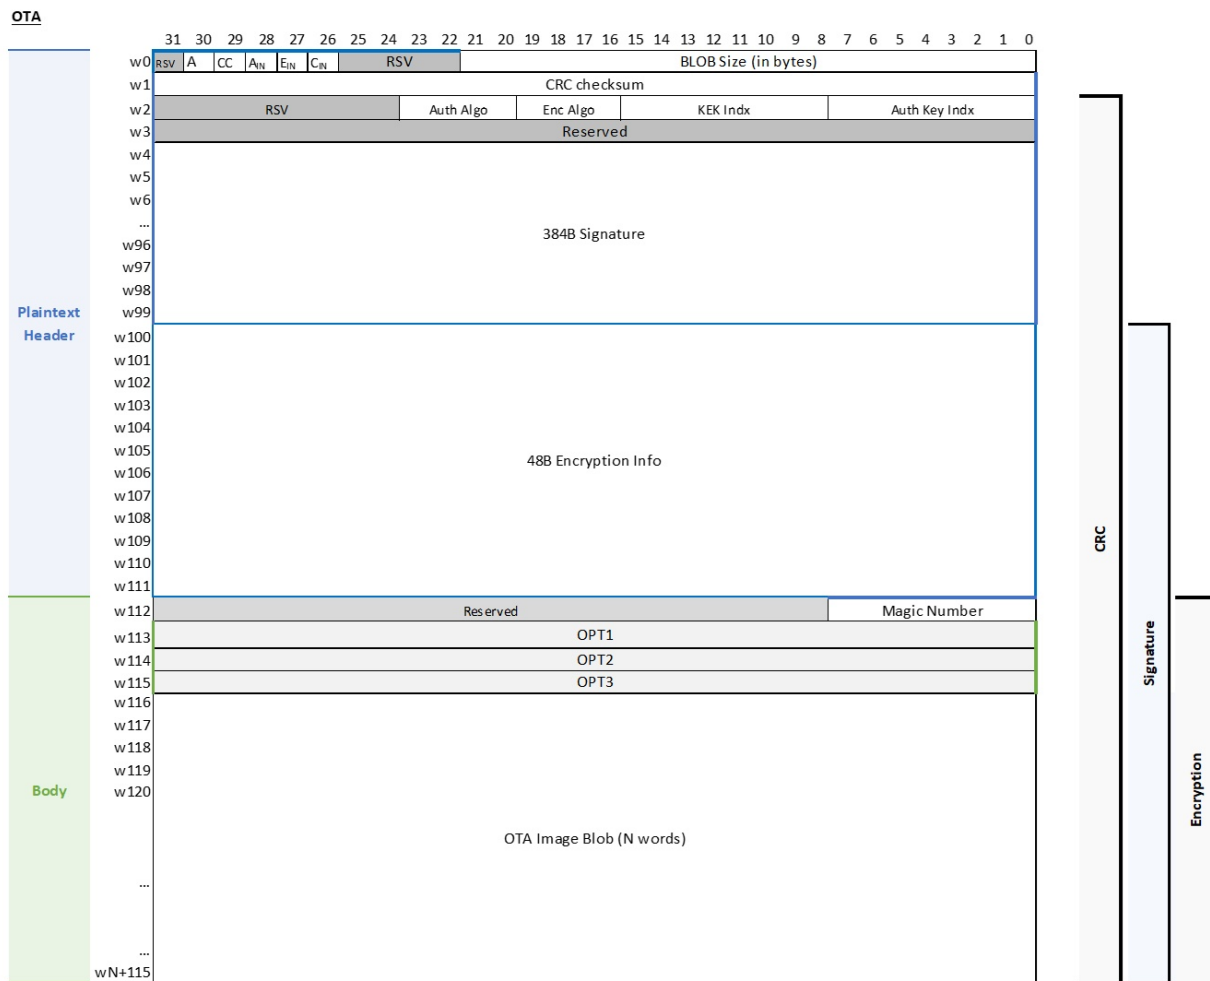 OTA
31 30 29 28 27 26 25 24 23 22 21 20 19 18 17 16 15 14 13 12 11 10 9 8 7 6 5 4 3 2 1 0
w0 RSV A CC AIN EIN CIN RSV BLOB Size (in bytes)
w1 CRC checksum
w2 RSV Auth Algo Enc Algo KEK Indx Auth Key Indx
w3 Reserved
w4
w5
w6
...
384B Signature
w96
w97
w98
w99
Plaintext
Header
w100
w101
w102
w103
w104
w105
48B Encryption Info
w106
w107
w108
w109
w110
w111
w112 Reserved Magic Number
w113 OPT1
w114 OPT2
w115 OPT3
w116
w117
w118
w119
Body
w120
OTA Image Blob (N words)
...
...
wN+115
CRC
Signature
Encryption